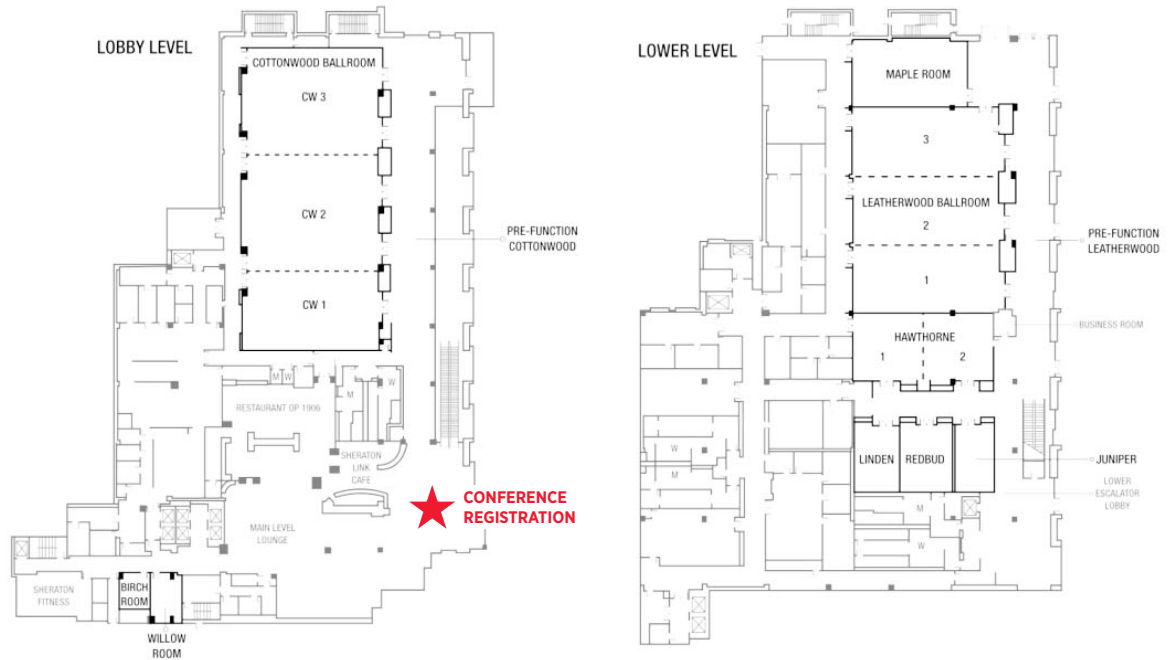 LOBBY LEVEL
COTTONWOOD BALLROOM
CW 3
CW 2
PRE-FUNCTION
COTTONWOOD
CW 1
M W
M
W
RESTAURANT OP 1906
SHERATON
LINK
CAFE
CONFERENCE
REGISTRATION
MAIN LEVEL
LOUNGE
SHERATON
FITNESS
BIRCH
ROOM
WILLOW
ROOM
LOWER LEVEL
MAPLE ROOM
3
LEATHERWOOD BALLROOM
2
PRE-FUNCTION
LEATHERWOOD
1
BUSINESS ROOM
HAWTHORNE
1
2
W
M
LINDEN
REDBUD
JUNIPER
LOWER
ESCALATOR
LOBBY
M
W